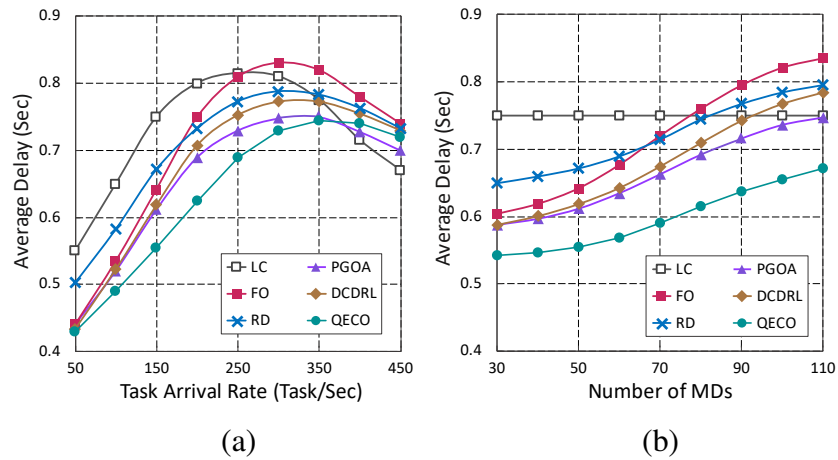 0.9
0.8
0.7
0.6
0.5
0.4
Average Delay (Sec)
50 150 250 350 450
Task Arrival Rate (Task/Sec)
LC PGOA
FO DCDRL
RD QECO
(a)
0.9
0.8
0.7
0.6
0.5
0.4
Average Delay (Sec)
30 50 70 90 110
Number of MDs
LC PGOA
FO DCDRL
RD QECO
(b)